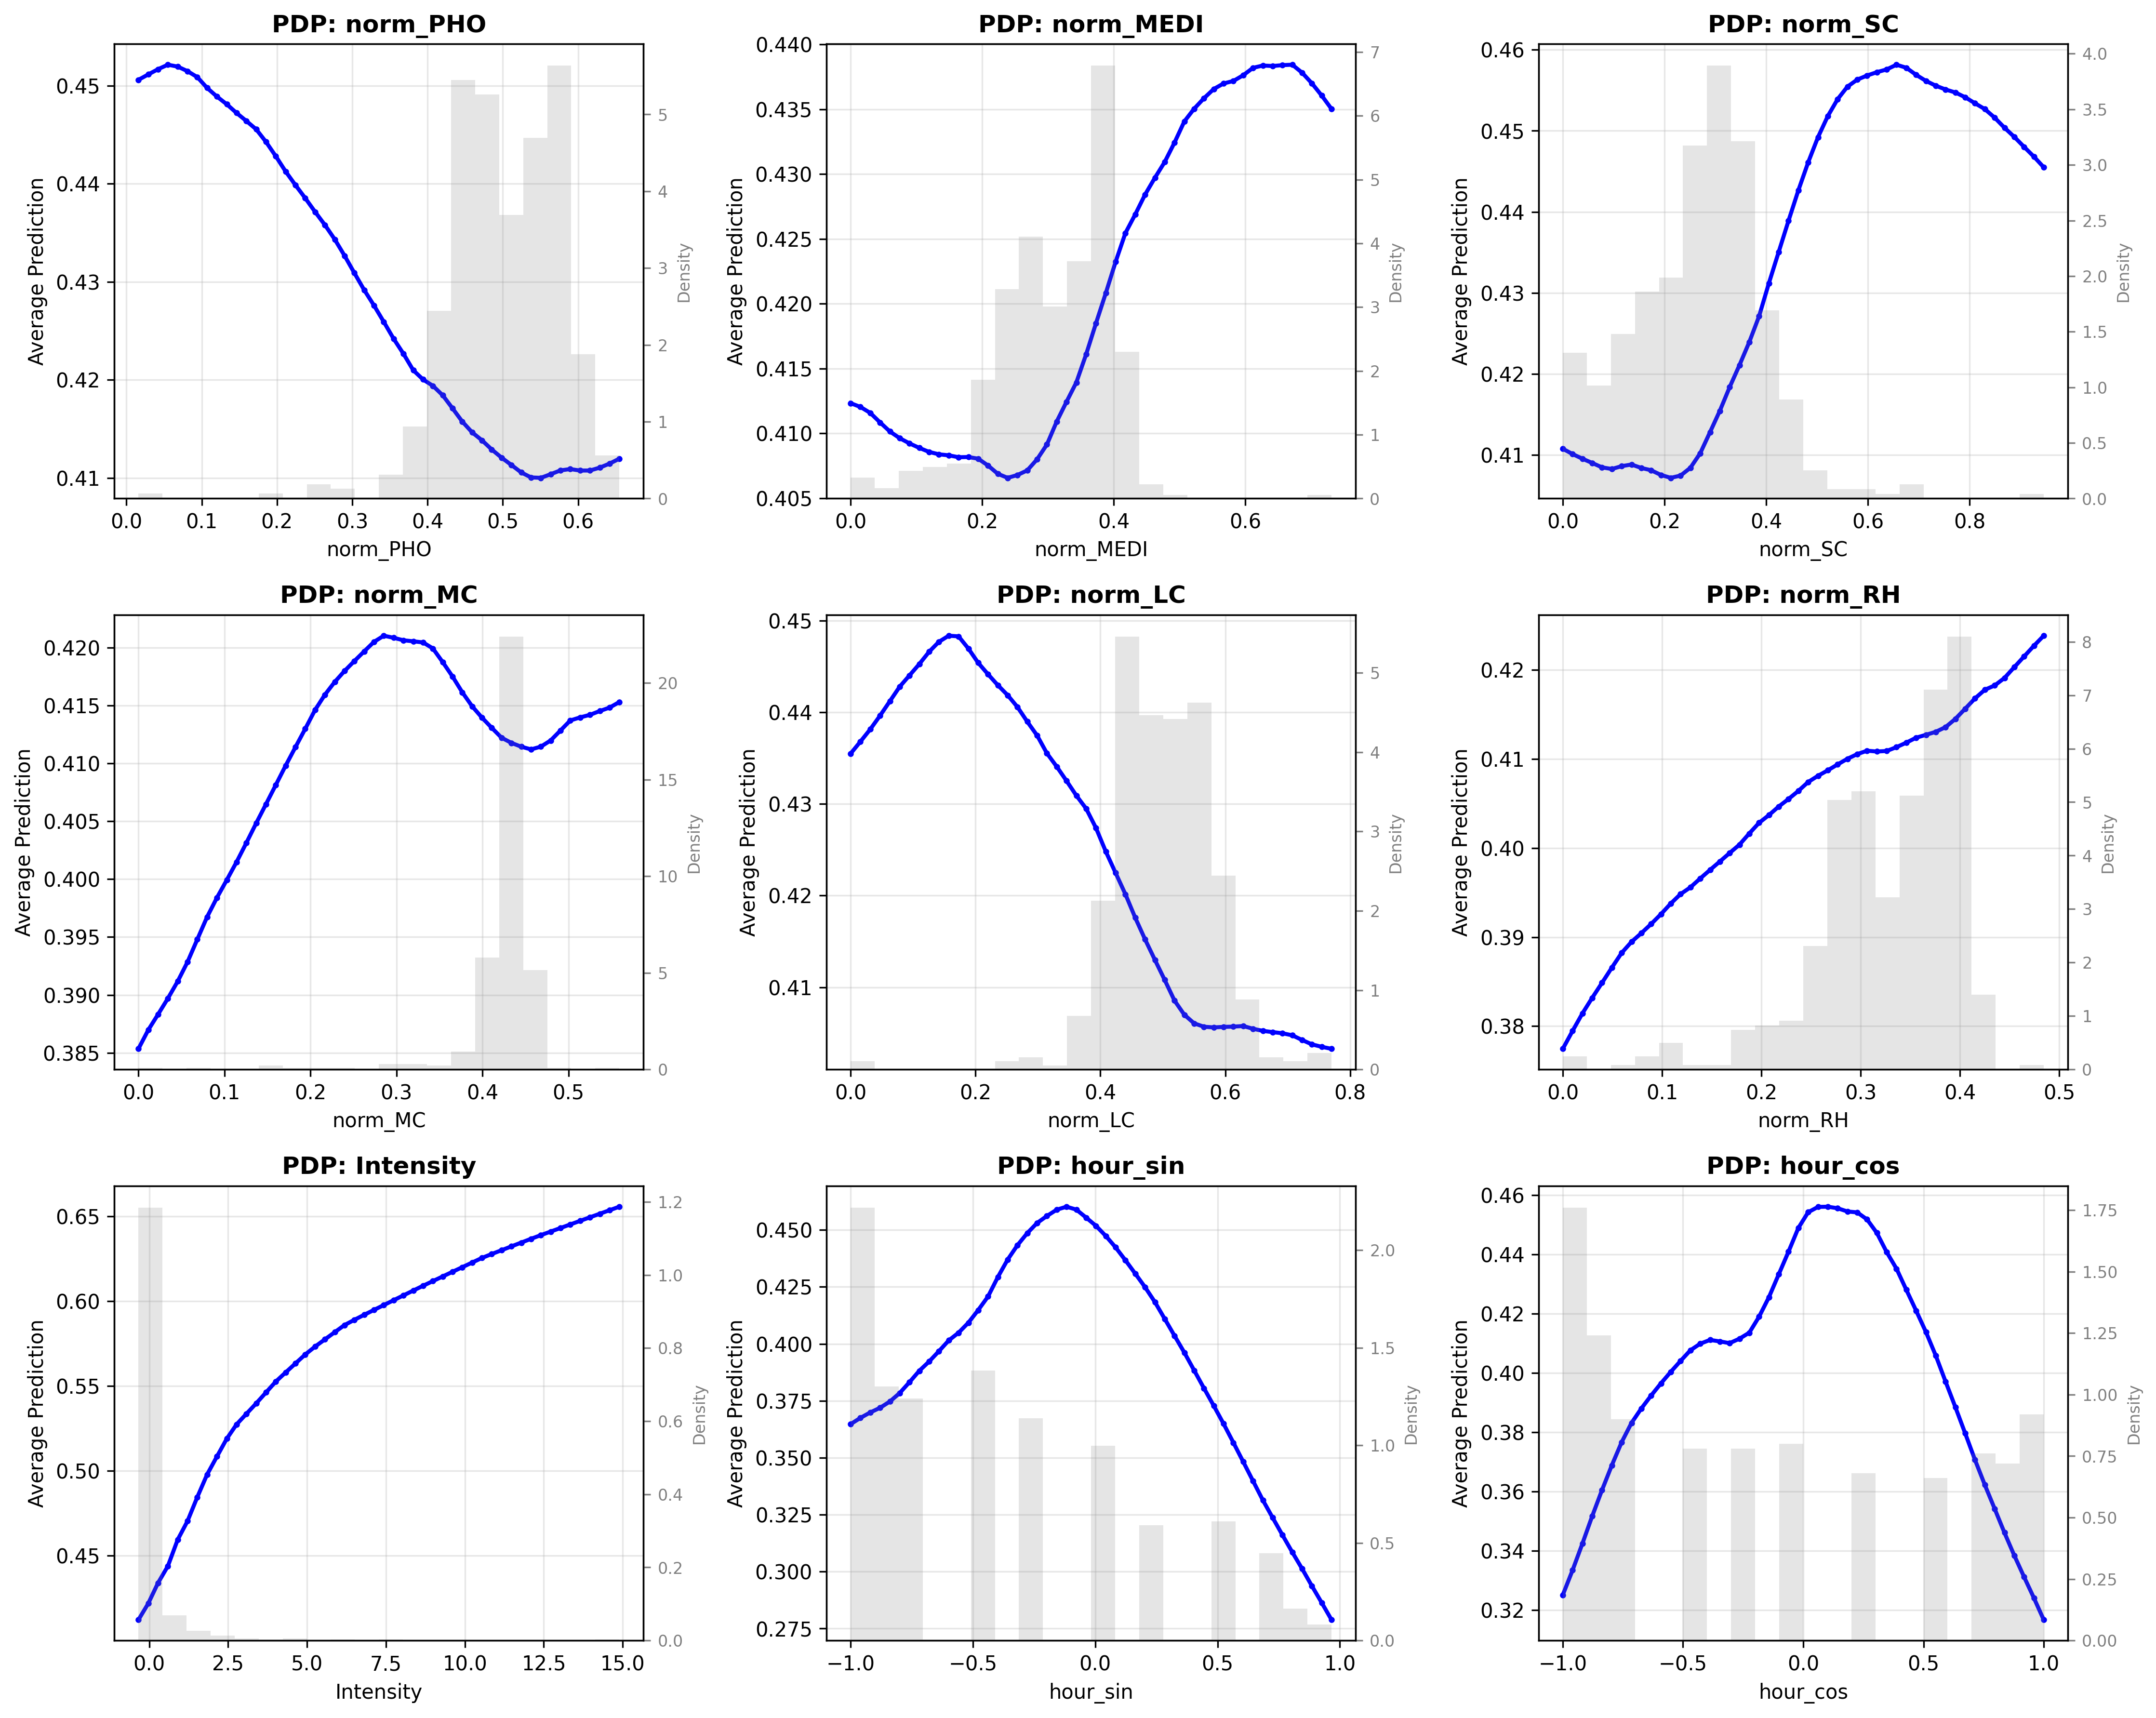 PDP: norm_PHO
0.45
0.44
0.43
0.42
0.41
Average Prediction
5
4
3
2
1
0
Density
0.0 0.1 0.2 0.3 0.4 0.5 0.6
norm_PHO
PDP: norm_MEDI
0.440
0.435
0.430
0.425
0.420
0.415
0.410
0.405
Average Prediction
7
6
5
4
3
2
1
0
Density
0.0 0.2 0.4 0.6
norm_MEDI
PDP: norm_SC
0.46
0.45
0.44
0.43
0.42
0.41
Average Prediction
4.0
3.5
3.0
2.5
2.0
1.5
1.0
0.5
0.0
Density
0.0 0.2 0.4 0.6 0.8
norm_SC
PDP: norm_MC
0.420
0.415
0.410
0.405
0.400
0.395
0.390
0.385
Average Prediction
20
15
10
5
0
Density
0.0 0.1 0.2 0.3 0.4 0.5
norm_MC
PDP: norm_LC
0.45
0.44
0.43
0.42
0.41
Average Prediction
5
4
3
2
1
0
Density
0.0 0.2 0.4 0.6 0.8
norm_LC
PDP: norm_RH
0.42
0.41
0.40
0.39
0.38
Average Prediction
8
7
6
5
4
3
2
1
0
Density
0.0 0.1 0.2 0.3 0.4 0.5
norm_RH
PDP: Intensity
0.65
0.60
0.55
0.50
0.45
Average Prediction
1.2
1.0
0.8
0.6
0.4
0.2
0.0
Density
0.0 2.5 5.0 7.5 10.0 12.5 15.0
Intensity
PDP: hour_sin
0.450
0.425
0.400
0.375
0.350
0.325
0.300
0.275
Average Prediction
2.0
1.5
1.0
0.5
0.0
Density
−1.0 −0.5 0.0 0.5 1.0
hour_sin
PDP: hour_cos
0.46
0.44
0.42
0.40
0.38
0.36
0.34
0.32
Average Prediction
1.75
1.50
1.25
1.00
0.75
0.50
0.25
0.00
Density
−1.0 −0.5 0.0 0.5 1.0
hour_cos